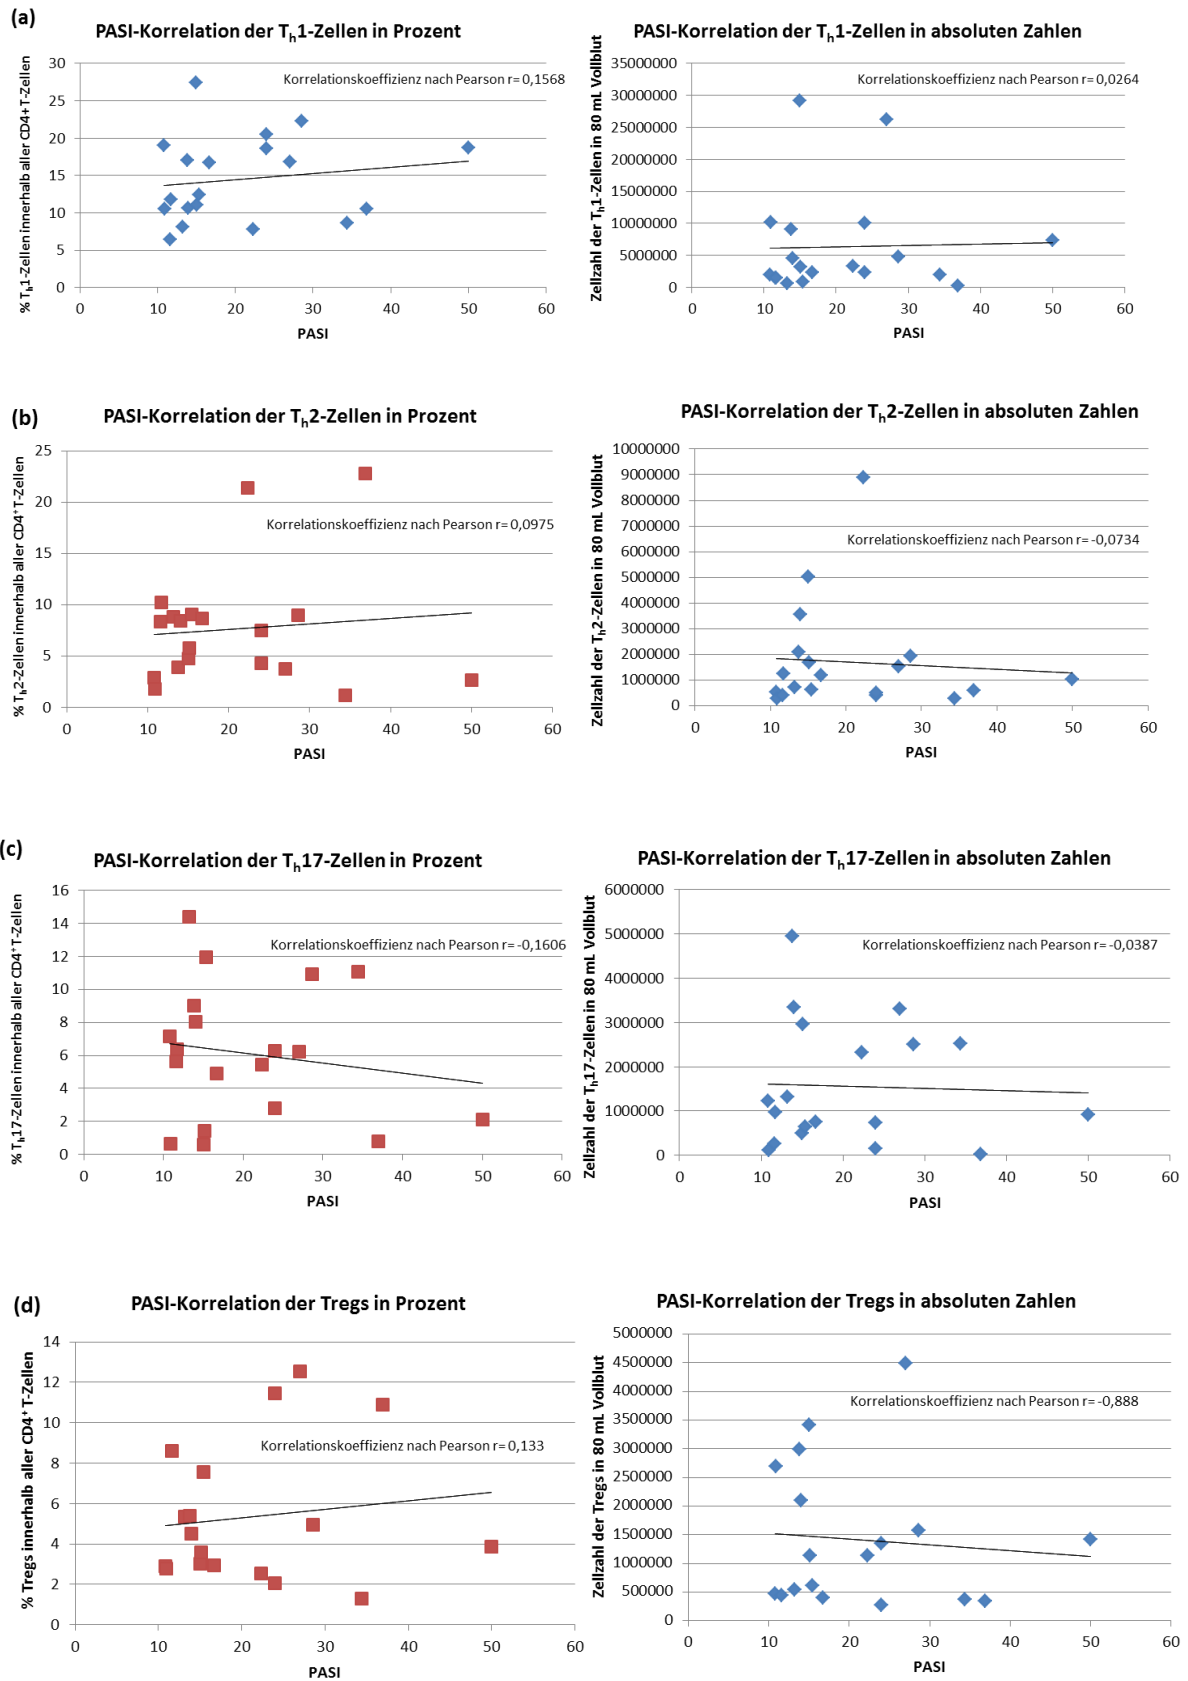 (a)
PASI-Korrelation der Th1-Zellen in Prozent
Korrelationskoeffizienz nach Pearson r= 0,1568
% Th1-Zellen innerhalb aller CD4+T-Zellen
30
25
20
15
10
5
0
0 10 20 30 40 50 60
PASI
PASI-Korrelation der Th1-Zellen in absoluten Zahlen
Korrelationskoeffizienz nach Pearson r= 0,0264
Zellzahl der Th1-Zellen in 80 mL Vollblut
35000000
30000000
25000000
20000000
15000000
10000000
5000000
0
0 10 20 30 40 50 60
PASI
(b)
PASI-Korrelation der Th2-Zellen in Prozent
Korrelationskoeffizienz nach Pearson r= 0,0975
% Th2-Zellen innerhalb aller CD4+T-Zellen
25
20
15
10
5
0
0 10 20 30 40 50 60
PASI
PASI-Korrelation der Th2-Zellen in absoluten Zahlen
Korrelationskoeffizienz nach Pearson r= -0,0734
Zellzahl der Th2-Zellen in 80 mL Vollblut
10000000
9000000
8000000
7000000
6000000
5000000
4000000
3000000
2000000
1000000
0
0 10 20 30 40 50 60
PASI
(c)
PASI-Korrelation der Th17-Zellen in Prozent
Korrelationskoeffizienz nach Pearson r= -0,1606
% Th17-Zellen innerhalb aller CD4+T-Zellen
16
14
12
10
8
6
4
2
0
0 10 20 30 40 50 60
PASI
PASI-Korrelation der Th17-Zellen in absoluten Zahlen
Korrelationskoeffizienz nach Pearson r= -0,0387
Zellzahl der Th17-Zellen in 80 mL Vollblut
6000000
5000000
4000000
3000000
2000000
1000000
0
0 10 20 30 40 50 60
PASI
(d)
PASI-Korrelation der Tregs in Prozent
Korrelationskoeffizienz nach Pearson r= 0,133
% Tregs innerhalb aller CD4+ T-Zellen
14
12
10
8
6
4
2
0
0 10 20 30 40 50 60
PASI
PASI-Korrelation der Tregs in absoluten Zahlen
Korrelationskoeffizienz nach Pearson r= -0,888
Zellzahl der Tregs in 80 mL Vollblut
5000000
4500000
4000000
3500000
3000000
2500000
2000000
1500000
1000000
500000
0
0 10 20 30 40 50 60
PASI